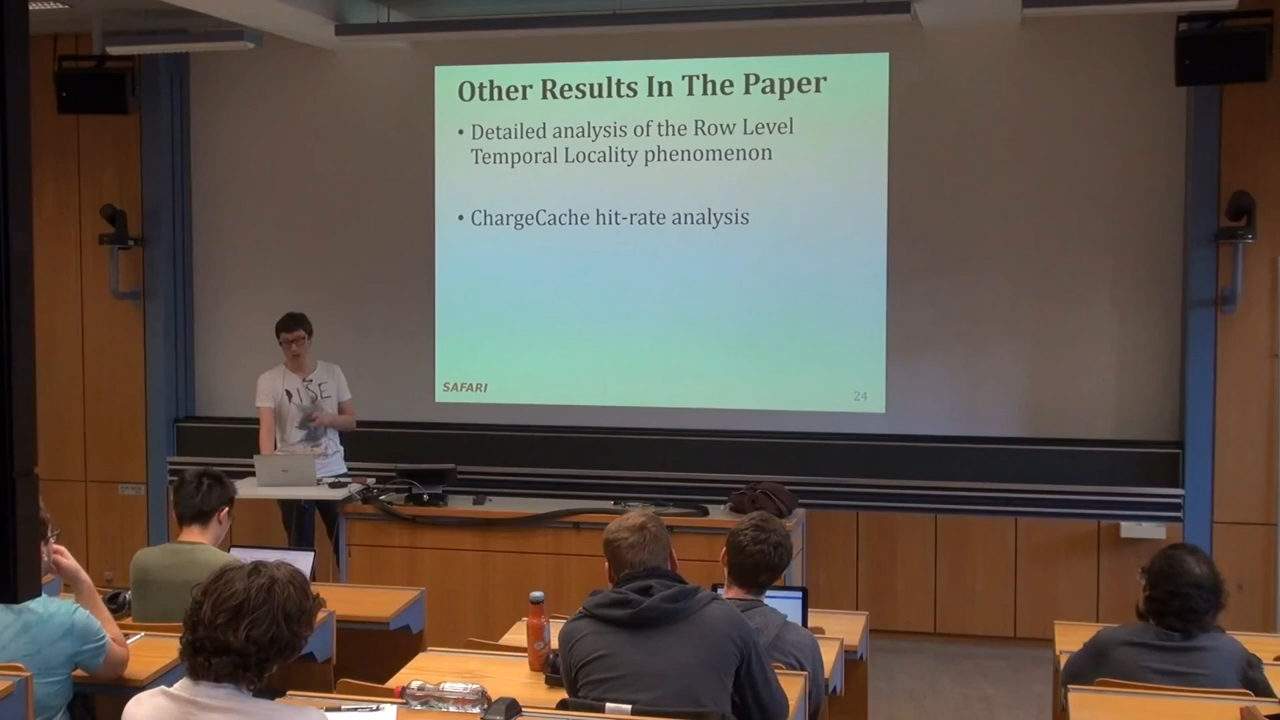 Other Results In The Paper
• Detailed analysis of the Row Level
Temporal Locality phenomenon
• ChargeCache hit-rate analysis
SAFARI
24
RISE